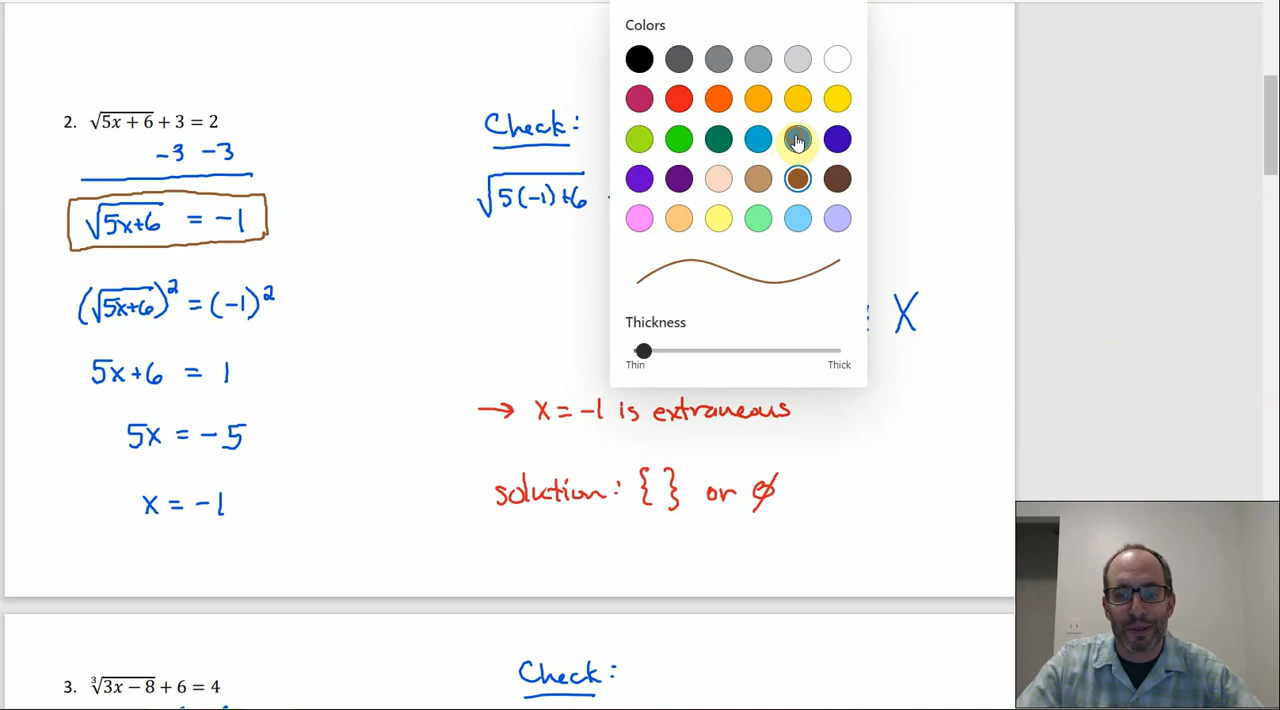 2. √5x + 6 + 3 = 2
-3 -3
√5x+6 = -1
(√5x+6)² = (-1)²
5x+6 = 1
5x = -5
x = -1
Check:
√5(-1)+6
X
→ x = -1 is extraneous
solution: { } or ∅
Colors
Thickness
Thin Thick
3. ∛3x − 8 + 6 = 4
Check: